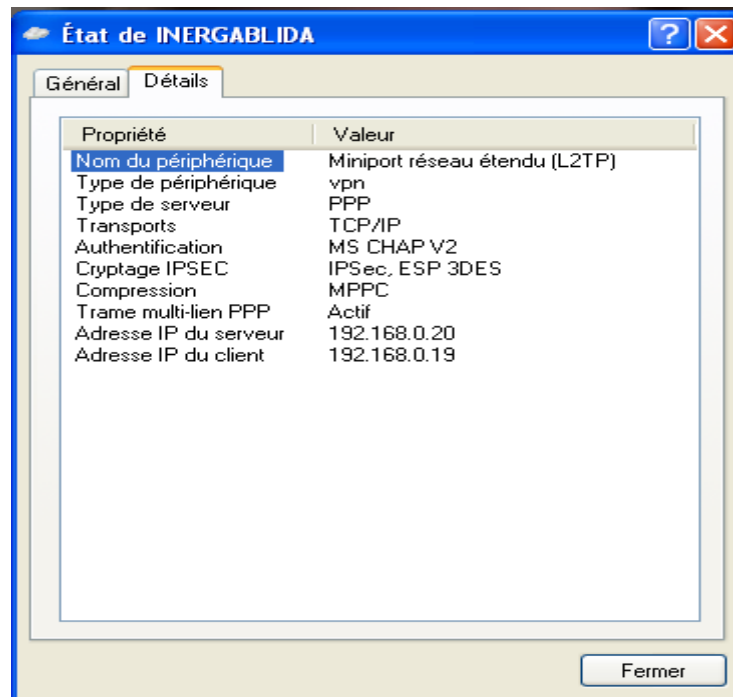 État de INERGABLIDA
Général Détails
Propriété Valeur
Nom du périphérique Miniport réseau étendu (L2TP)
Type de périphérique vpn
Type de serveur PPP
Transports TCP/IP
Authentification MS CHAP V2
Cryptage IPSEC IPSec, ESP 3DES
Compression MPPC
Trame multi-lien PPP Actif
Adresse IP du serveur 192.168.0.20
Adresse IP du client 192.168.0.19
Fermer